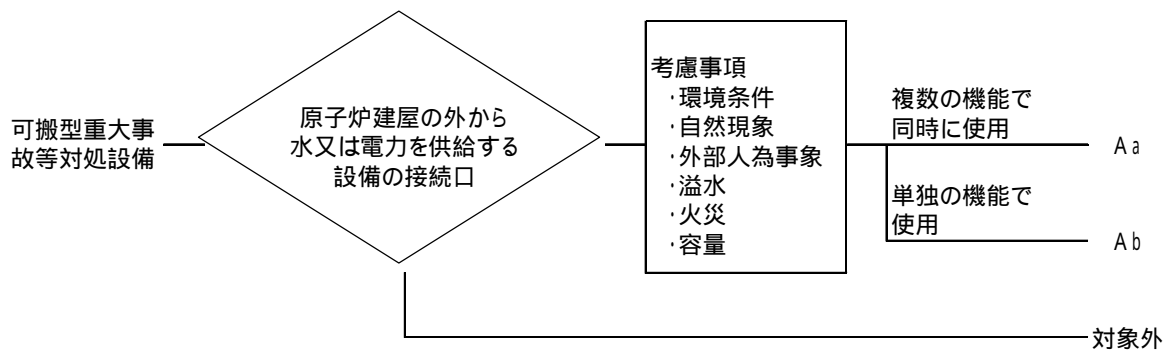 可搬型重大事
故等対処設備
原子炉建屋の外から
水又は電力を供給する
設備の接続口
考慮事項
・環境条件
・自然現象
・外部人為事象
・溢水
・火災
・容量
複数の機能で
同時に使用
Aa
単独の機能で
使用
Ab
対象外